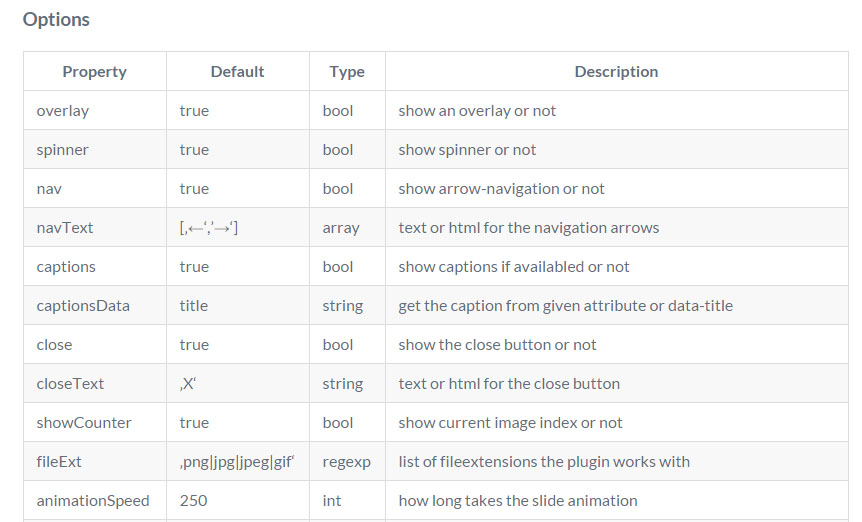 Options
Property Default Type Description
overlay true bool show an overlay or not
spinner true bool show spinner or not
nav true bool show arrow-navigation or not
navText [‚←‘,’→‘] array text or html for the navigation arrows
captions true bool show captions if availabled or not
captionsData title string get the caption from given attribute or data-title
close true bool show the close button or not
closeText ‚X‘ string text or html for the close button
showCounter true bool show current image index or not
fileExt ‚png|jpg|jpeg|gif‘ regexp list of fileextensions the plugin works with
animationSpeed 250 int how long takes the slide animation